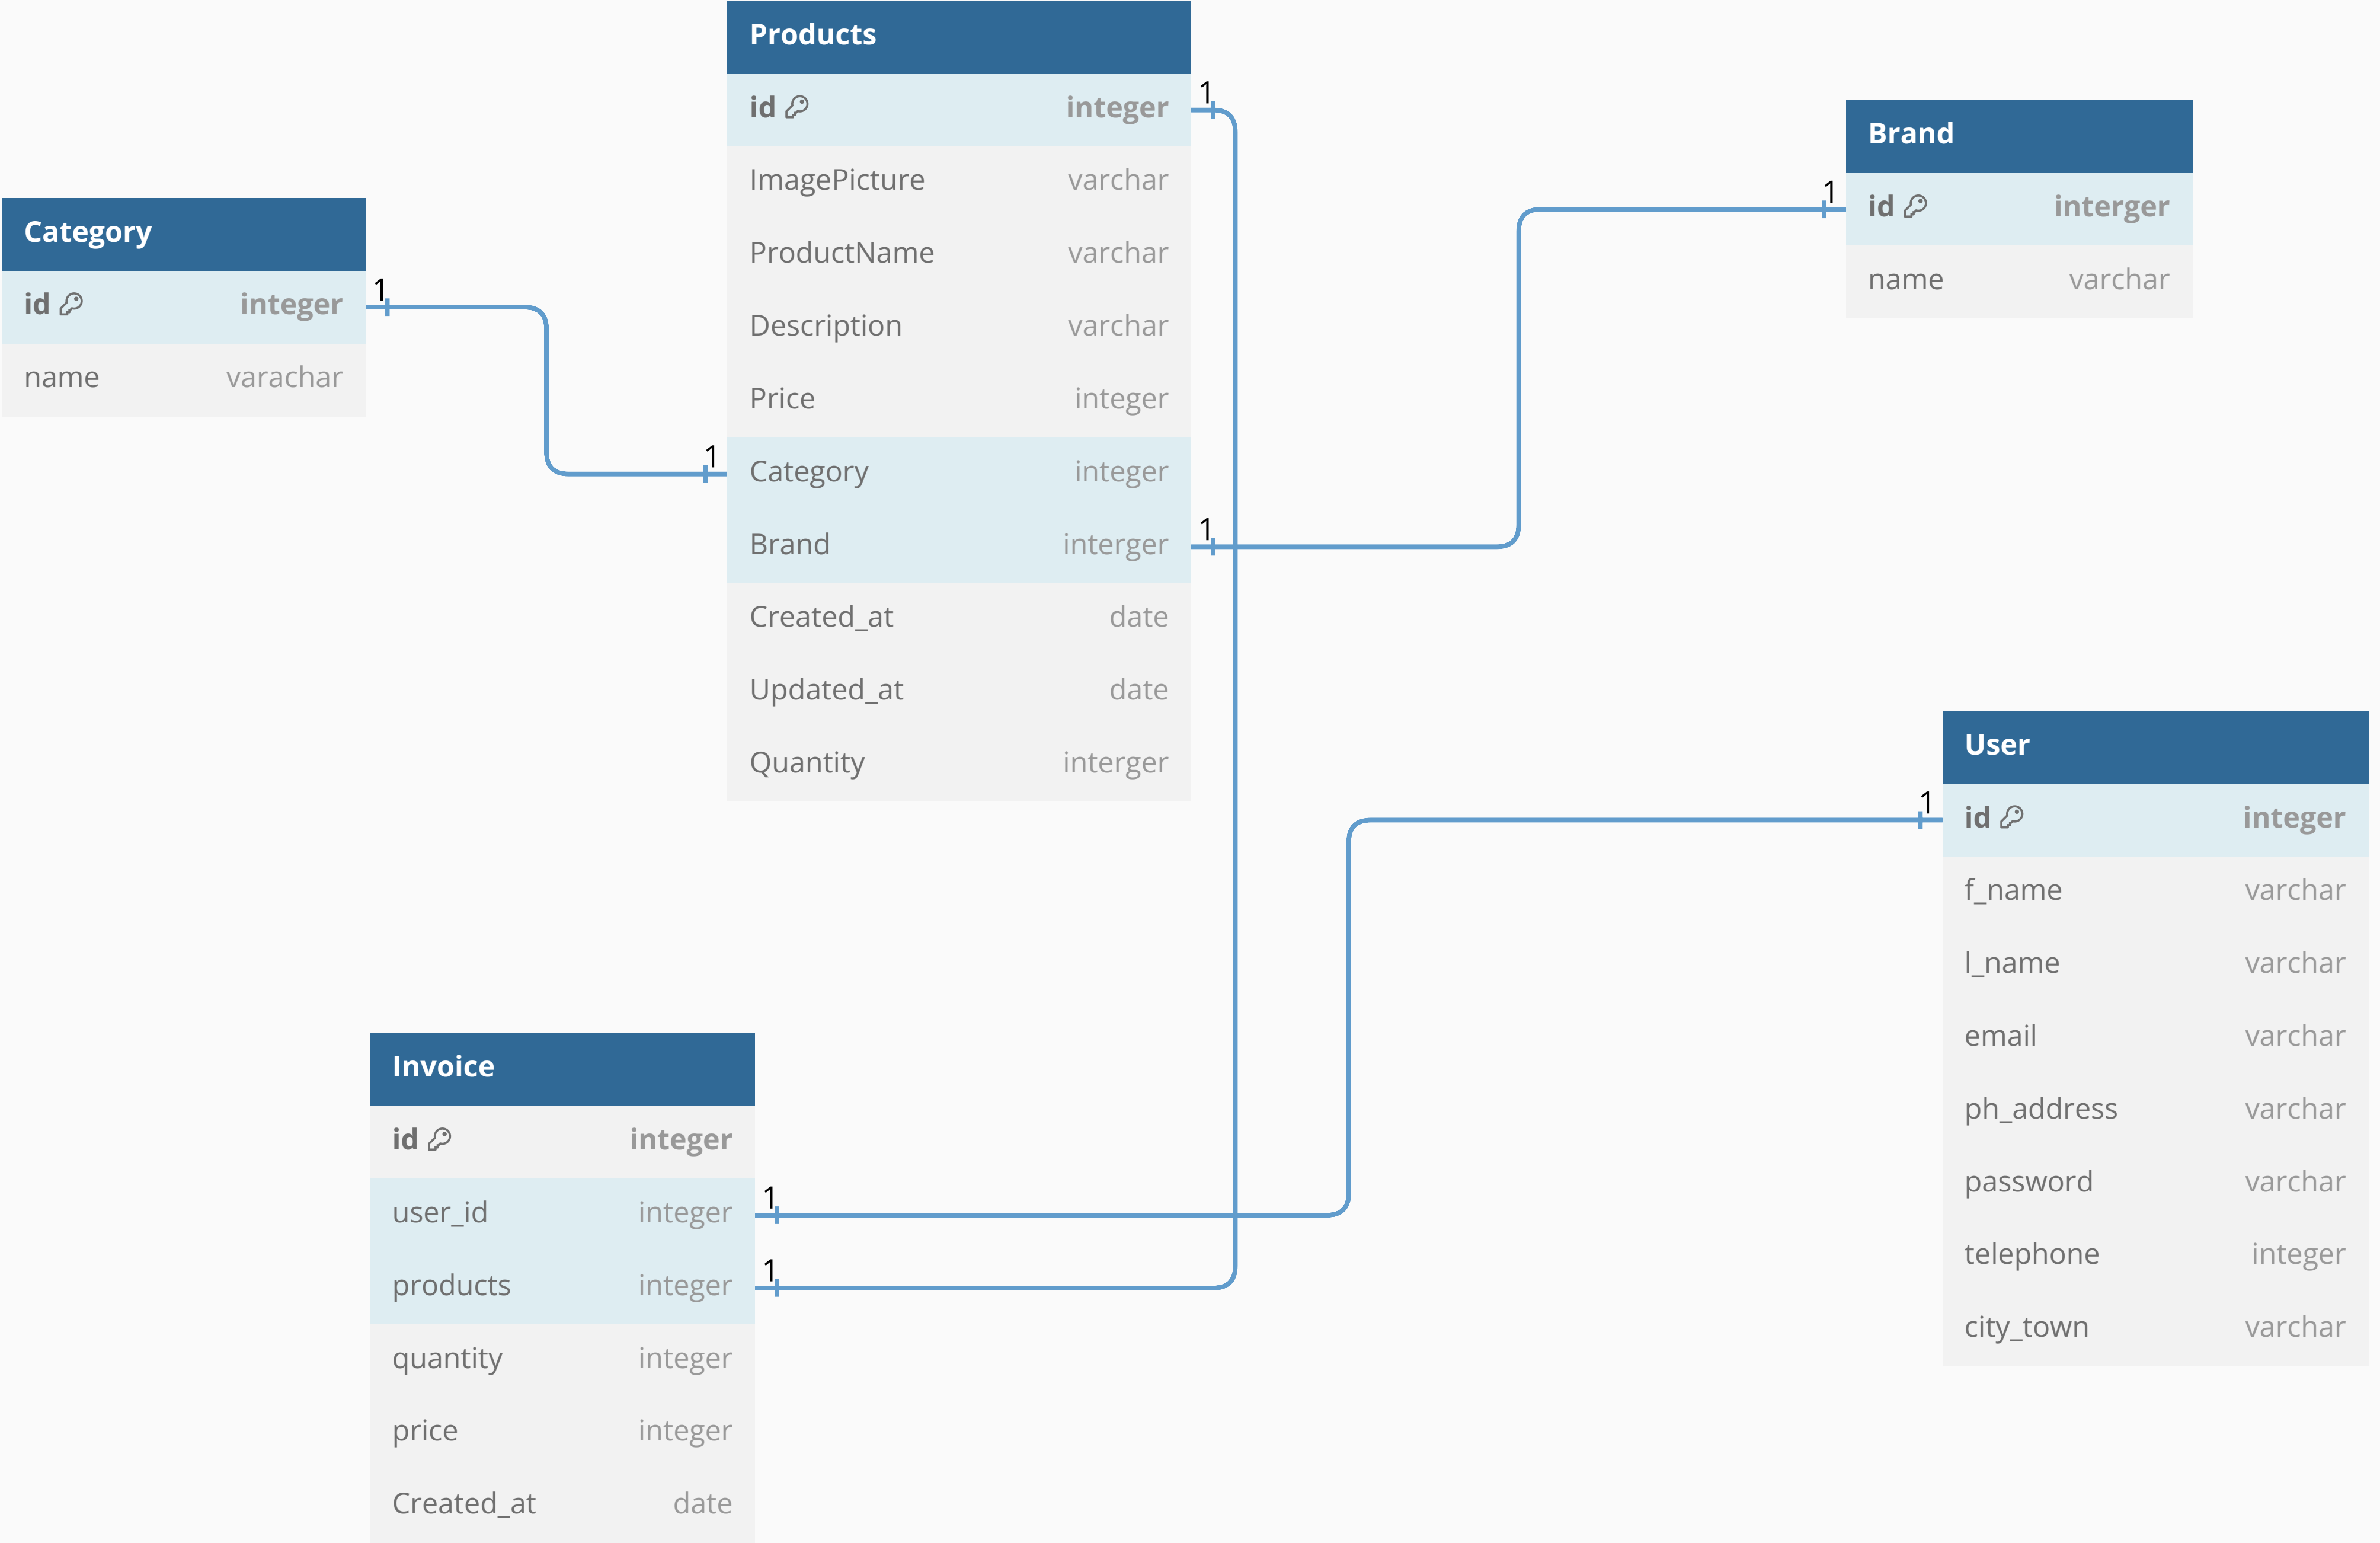 Products
id integer
ImagePicture varchar
ProductName varchar
Description varchar
Price integer
Category integer
Brand interger
Created_at date
Updated_at date
Quantity interger
Category
id integer
name varachar
Brand
id interger
name varchar
User
id integer
f_name varchar
l_name varchar
email varchar
ph_address varchar
password varchar
telephone integer
city_town varchar
Invoice
id integer
user_id integer
products integer
quantity integer
price integer
Created_at date
1
1
1
1
1
1
1
1